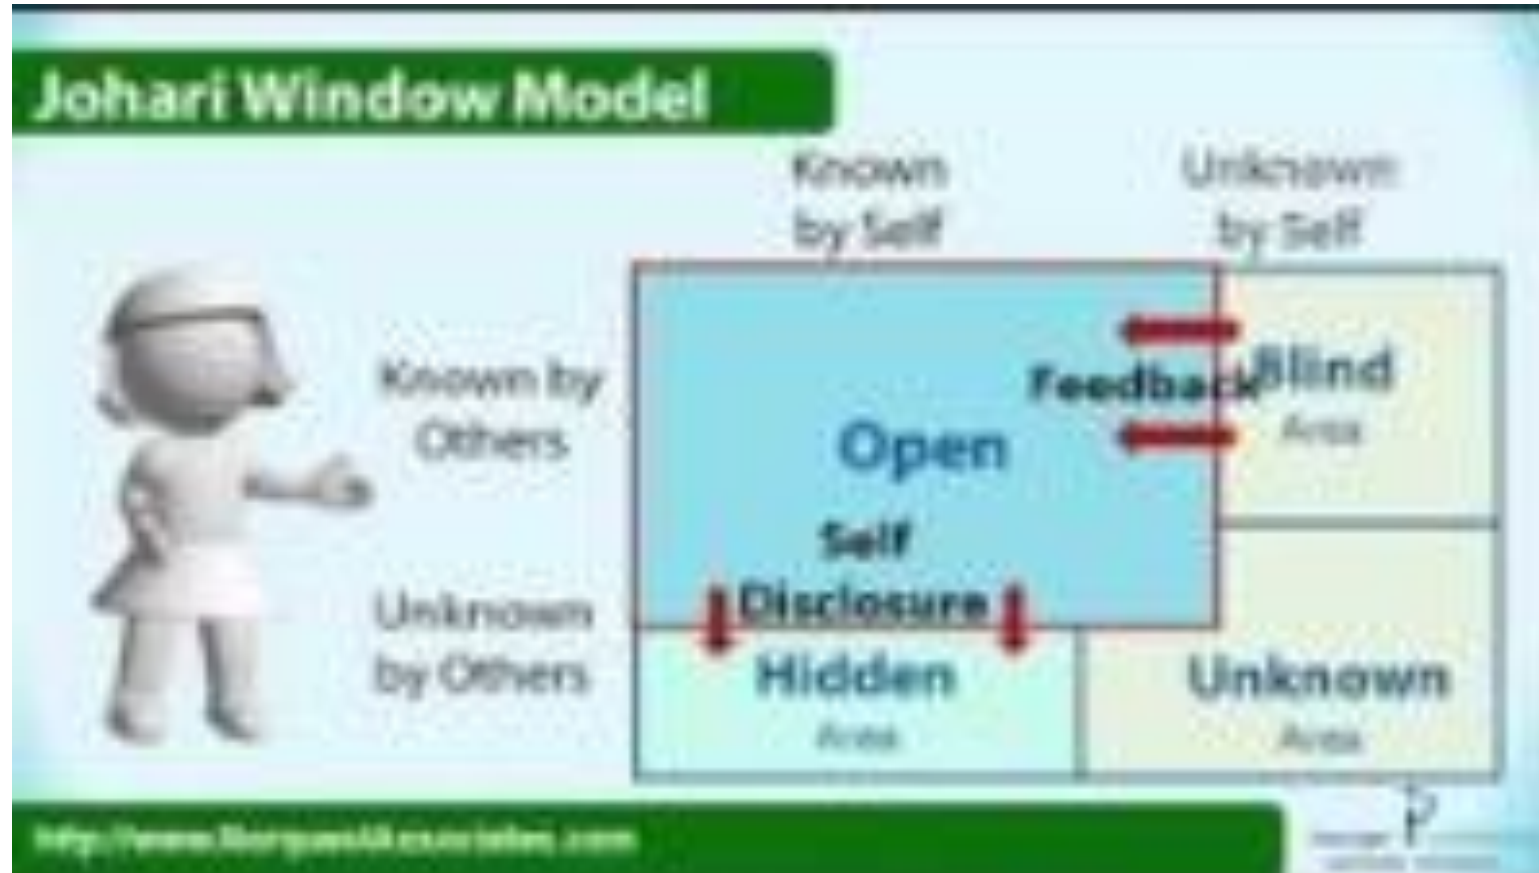 Johari Window Model
Known
by Self
Unknown
by Self
Known by
Others
Feedback
Blind
Area
Open
Self
Disclosure
Unknown
by Others
Hidden
Area
Unknown
Area